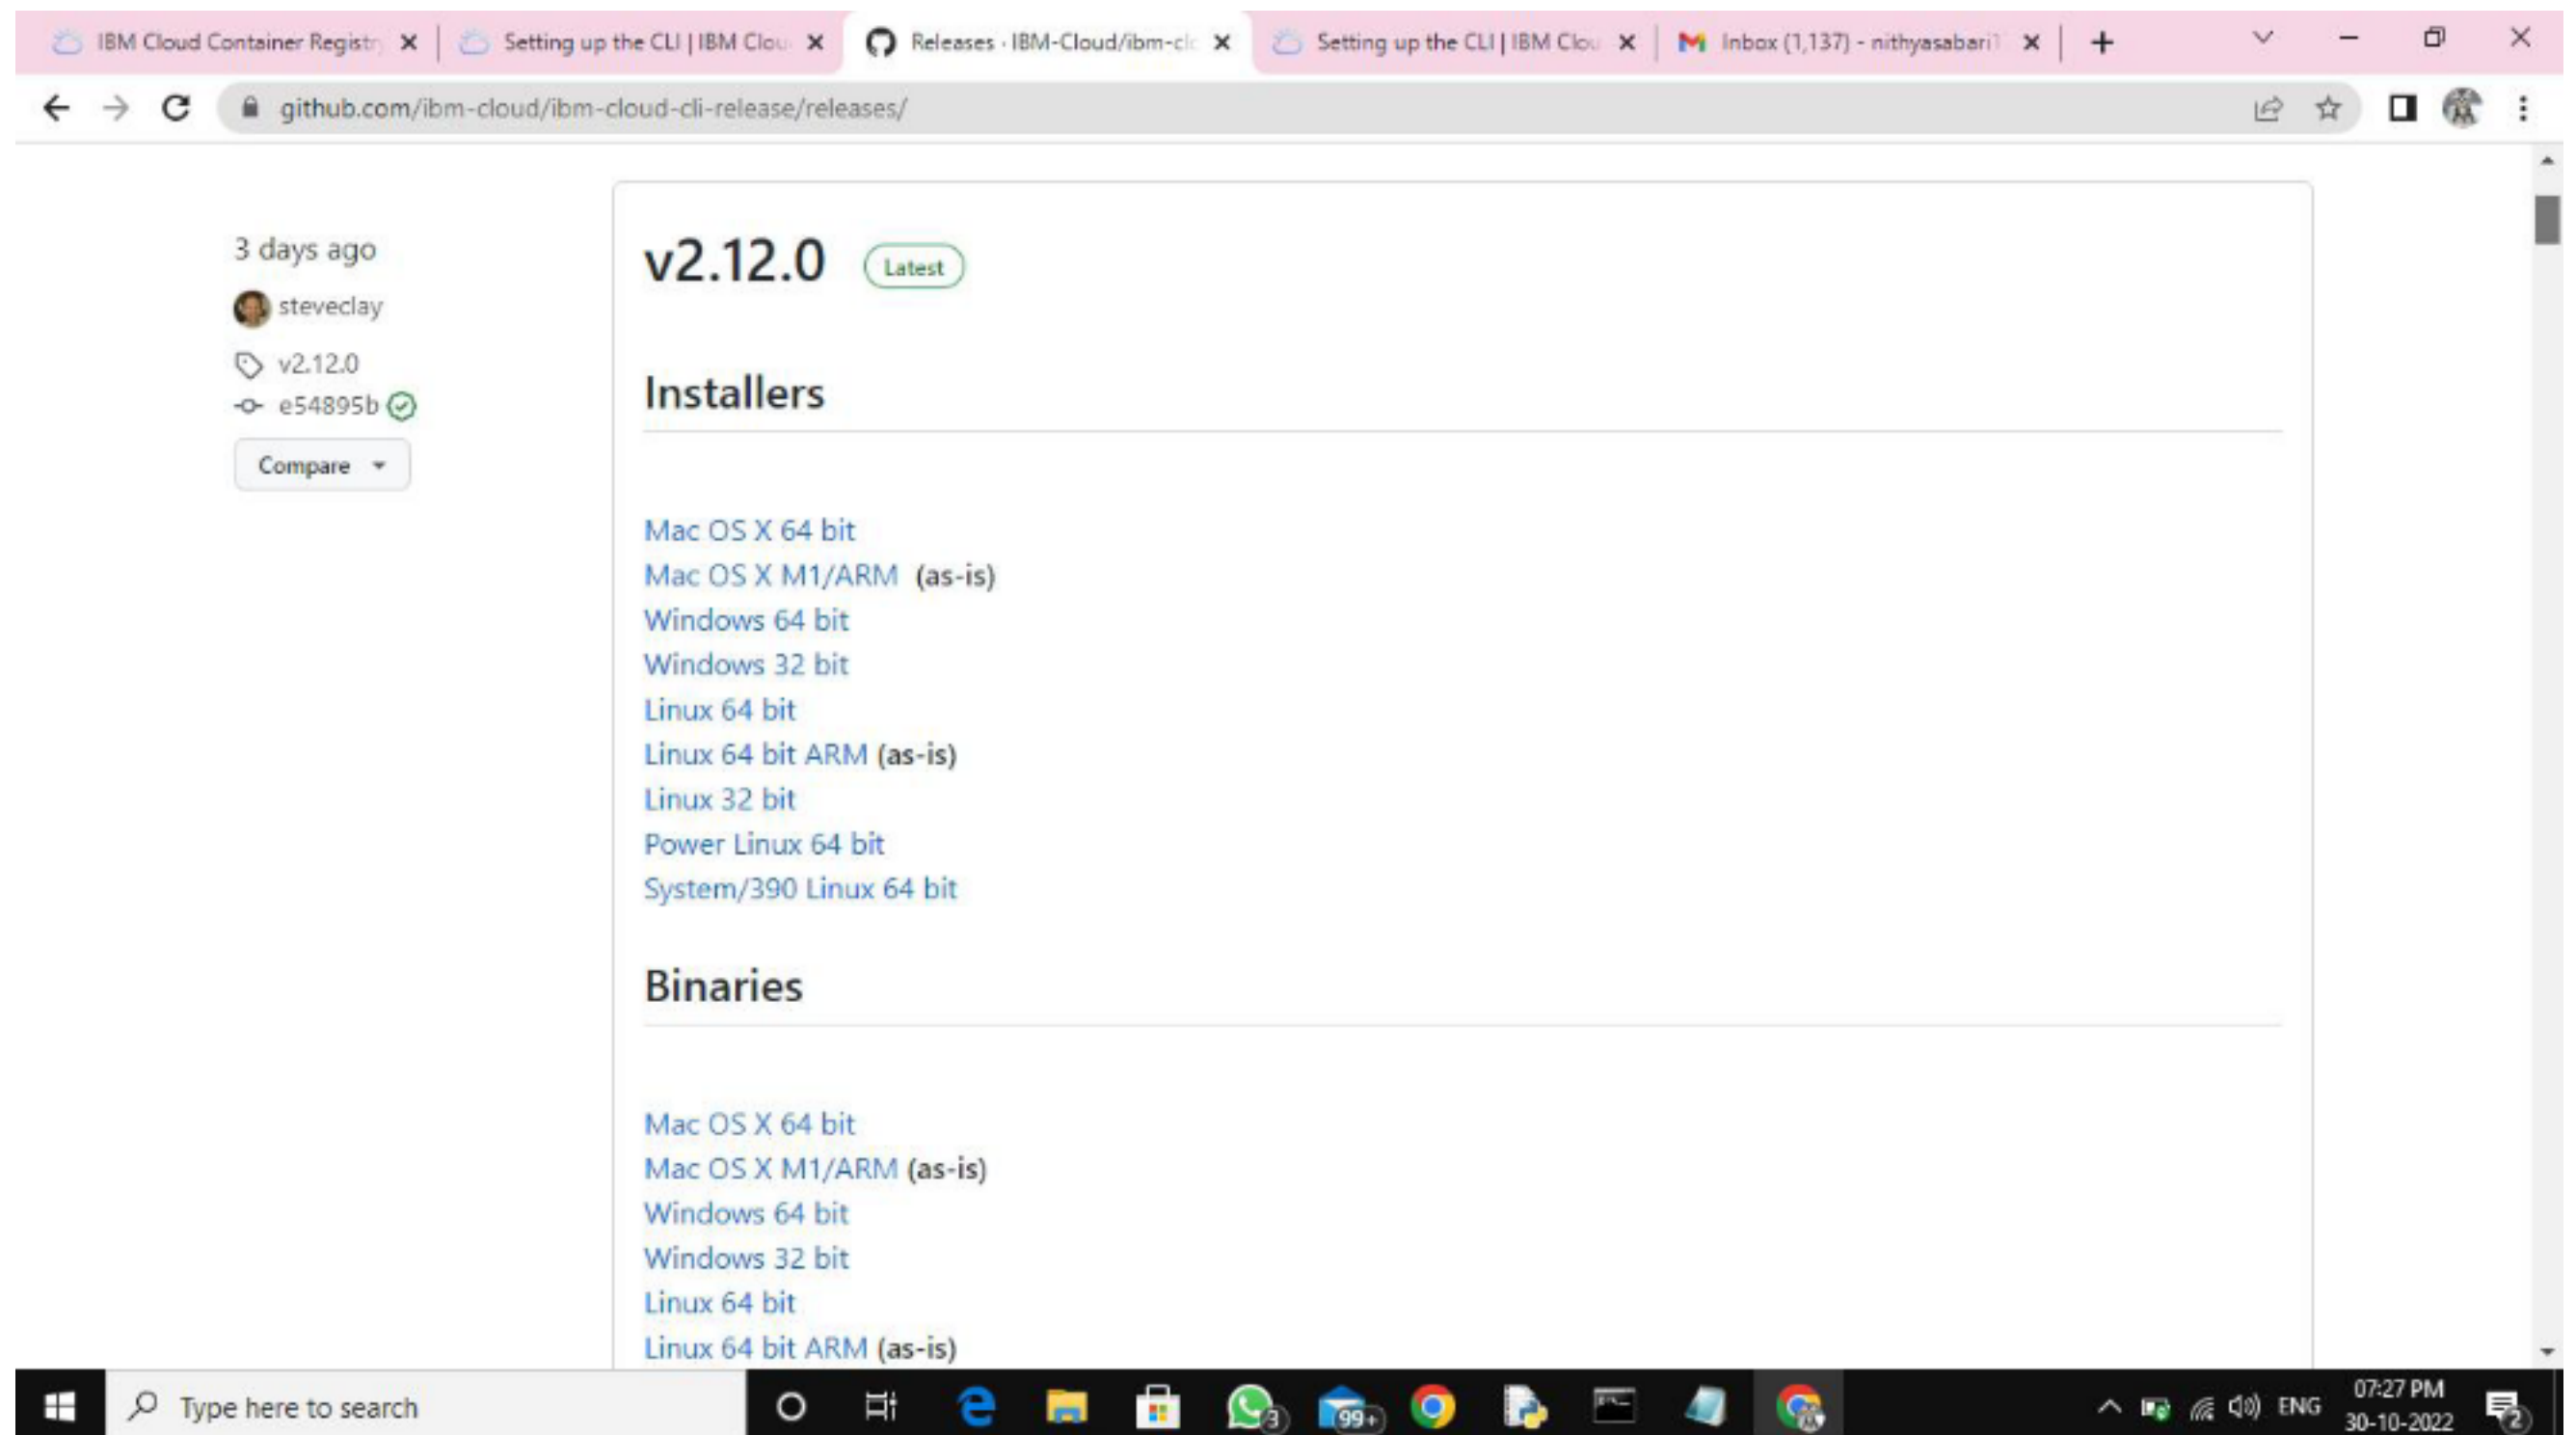 IBM Cloud Container Registry
Setting up the CLI | IBM Clou
Releases · IBM-Cloud/ibm-clo
Setting up the CLI | IBM Clou
Inbox (1,137) - nithyasabari1
github.com/ibm-cloud/ibm-cloud-cli-release/releases/
3 days ago
steveclay
v2.12.0
e54895b
Compare
v2.12.0 Latest
Installers
Mac OS X 64 bit
Mac OS X M1/ARM (as-is)
Windows 64 bit
Windows 32 bit
Linux 64 bit
Linux 64 bit ARM (as-is)
Linux 32 bit
Power Linux 64 bit
System/390 Linux 64 bit
Binaries
Mac OS X 64 bit
Mac OS X M1/ARM (as-is)
Windows 64 bit
Windows 32 bit
Linux 64 bit
Linux 64 bit ARM (as-is)
Type here to search
3
99+
ENG
07:27 PM
30-10-2022
2